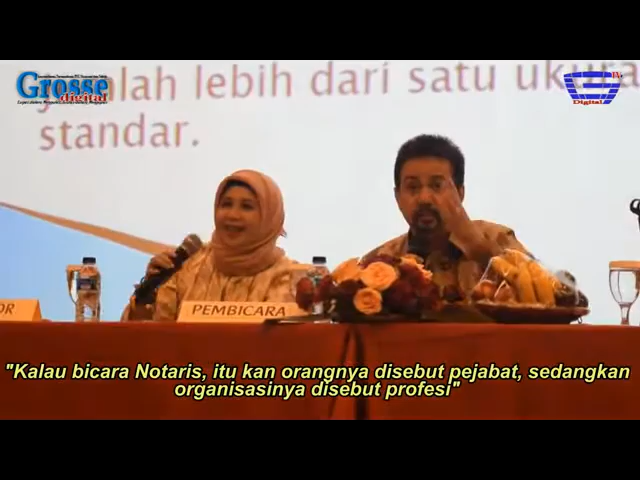 Grosse
digital
jumlah lebih dari satu ukura
standar.
TV
Digital
OR
PEMBICARA
"Kalau bicara Notaris, itu kan orangnya disebut pejabat, sedangkan
organisasinya disebut profesi"